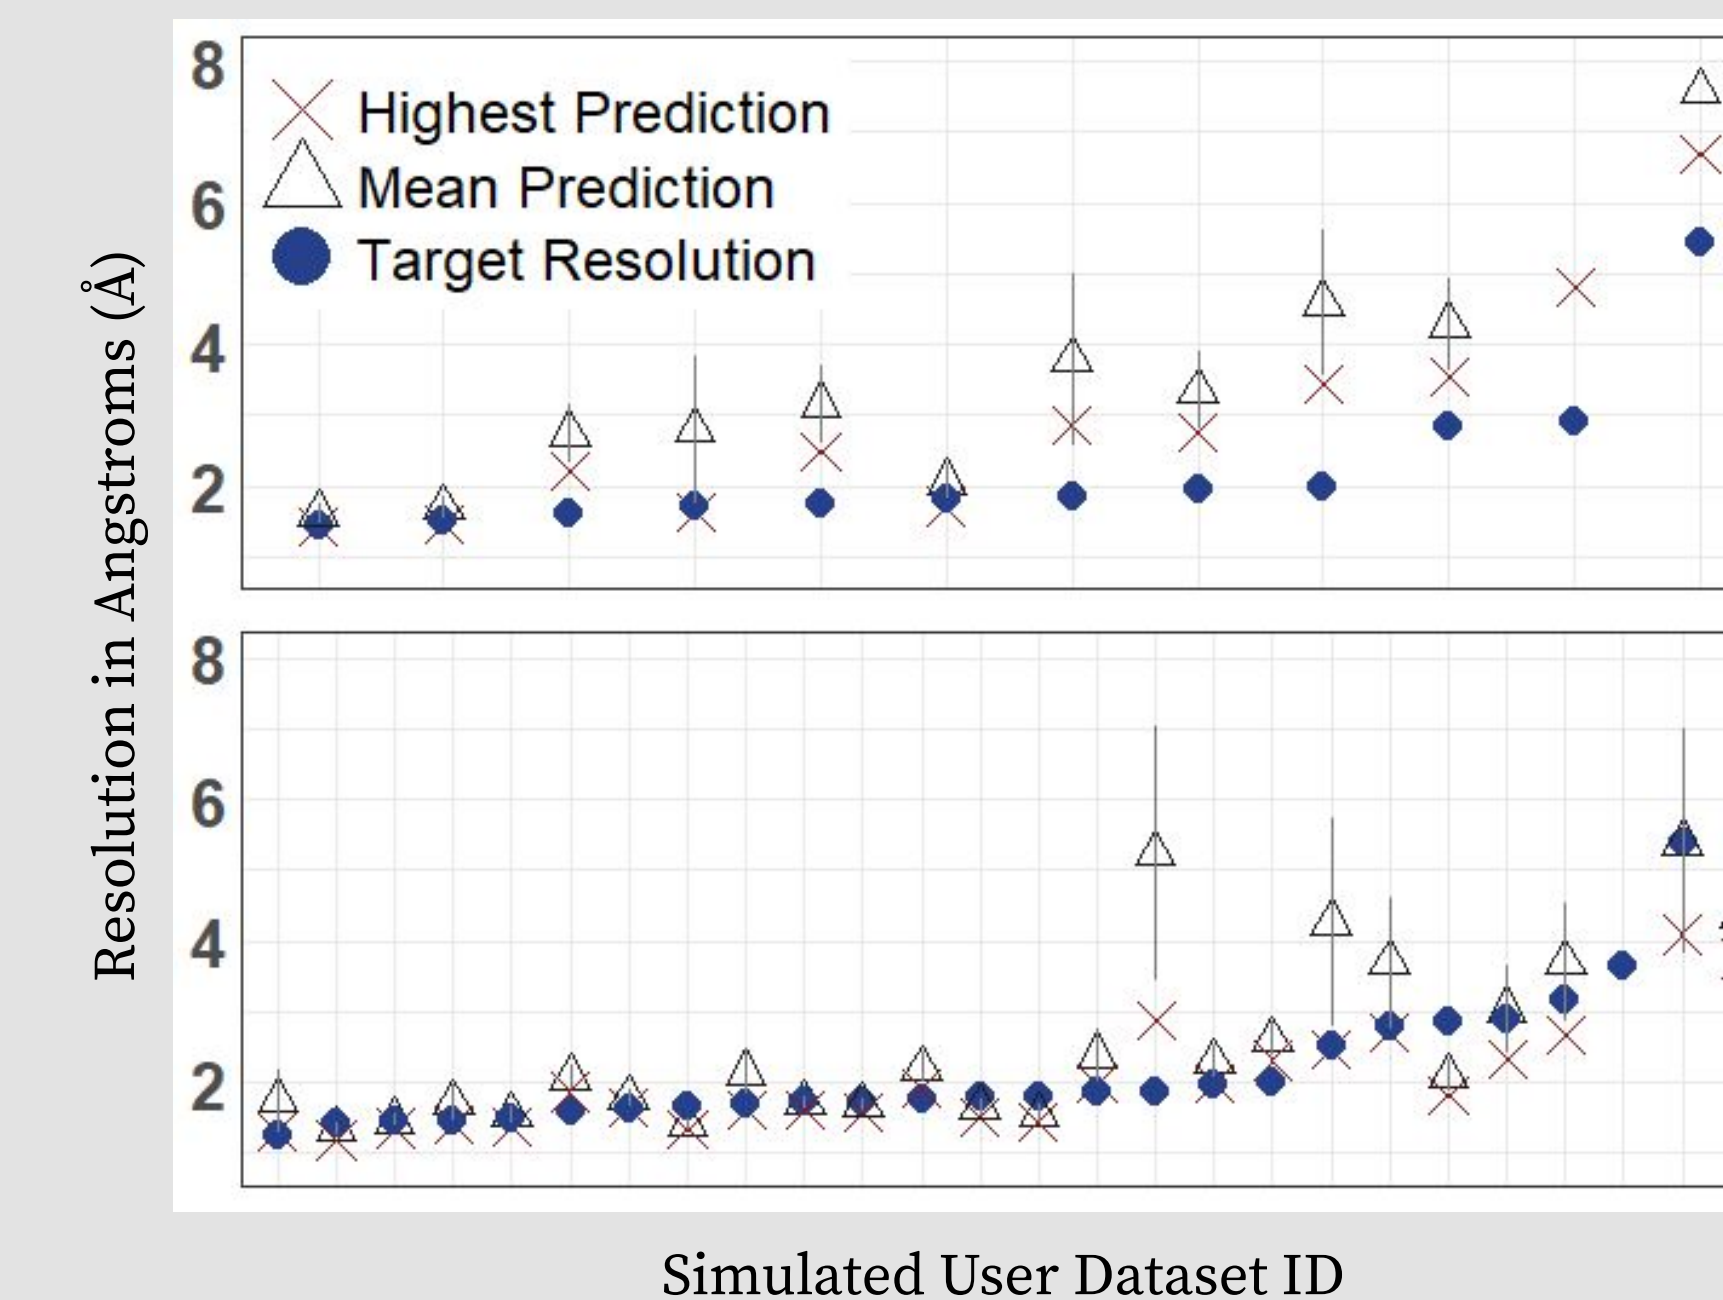 Resolution in Angstroms (Å)
8
6
4
2
Highest Prediction
Mean Prediction
Target Resolution
8
6
4
2
Simulated User Dataset ID